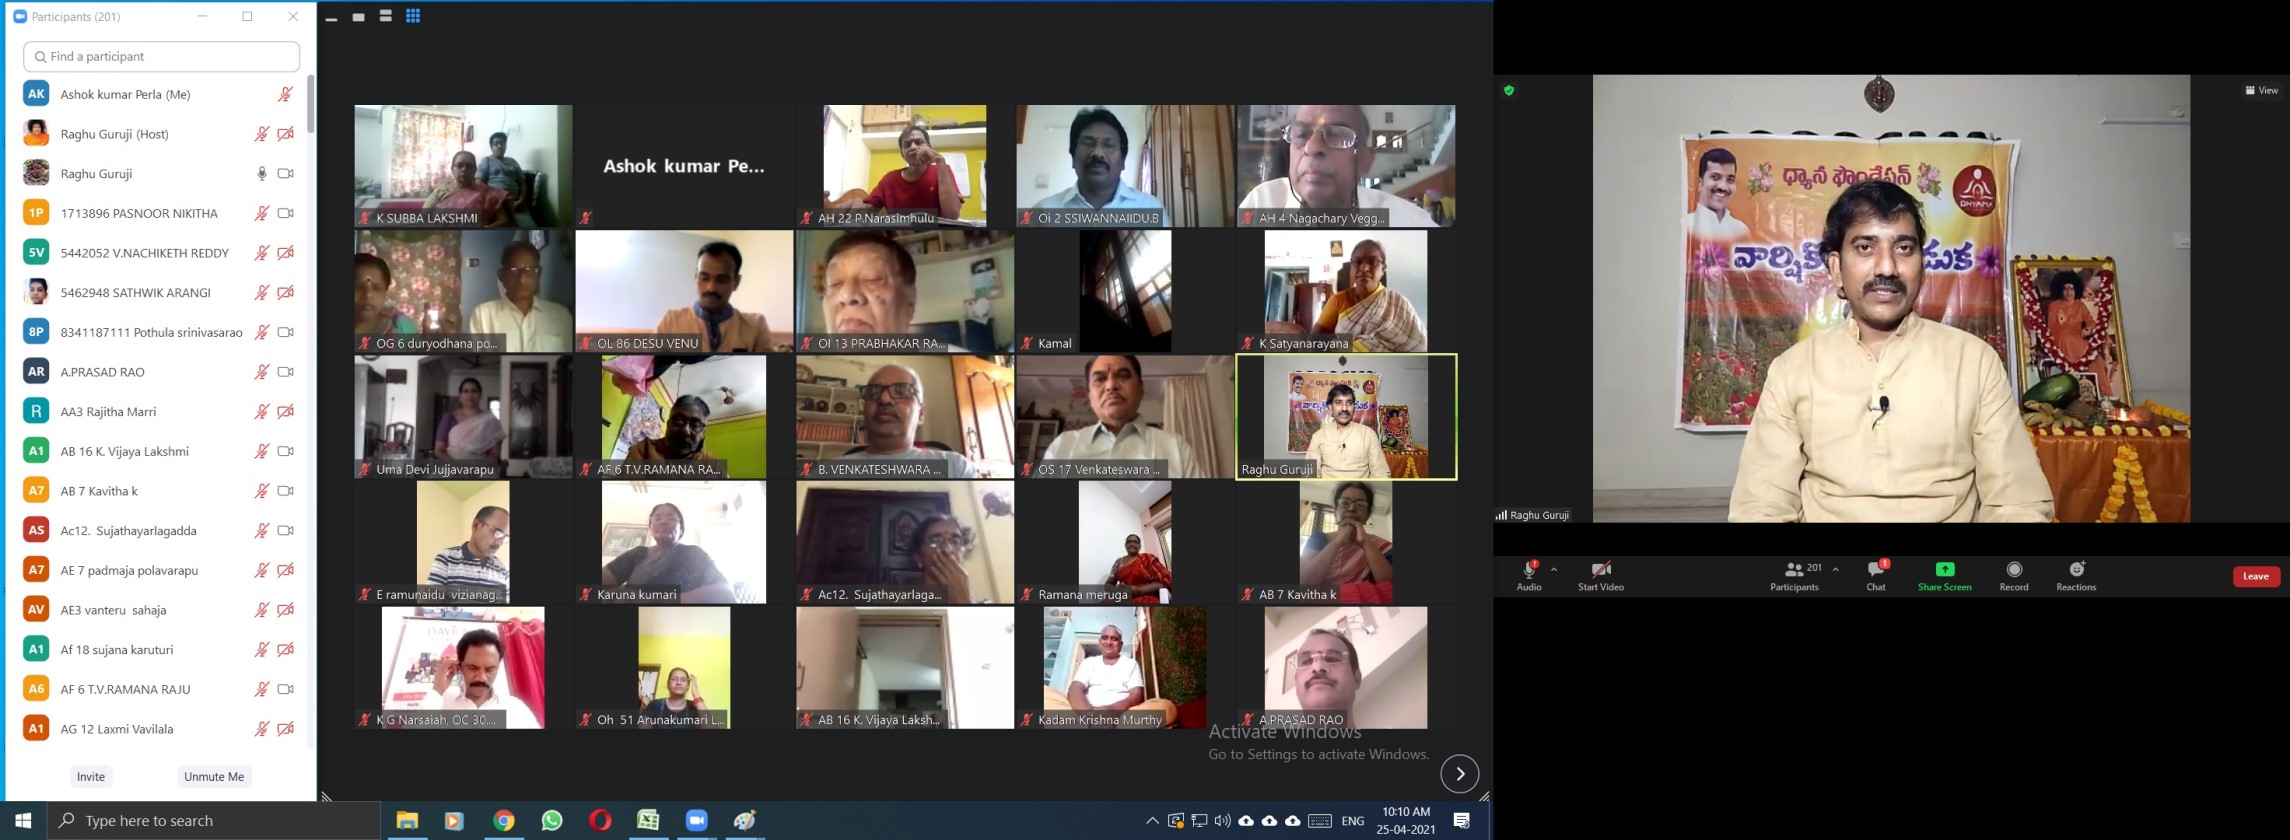 Participants (201)
Find a participant
AK Ashok kumar Perla (Me)
Raghu Guruji (Host)
Raghu Guruji
1P 1713896 PASNOOR NIKITHA
5V 5442052 V.NACHIKETH REDDY
5462948 SATHWIK ARANGI
8P 8341187111 Pothula srinivasarao
AR A.PRASAD RAO
R AA3 Rajitha Marri
A1 AB 16 K. Vijaya Lakshmi
A7 AB 7 Kavitha k
AS Ac12. Sujathayarlagadda
A7 AE 7 padmaja polavarapu
AV AE3 vanteru sahaja
A1 Af 18 sujana karuturi
A6 AF 6 T.V.RAMANA RAJU
A1 AG 12 Laxmi Vavilala
Invite Unmute Me
Ashok kumar Pe...
K SUBBA LAKSHMI
AH 22 P.Narasimhulu
Oi 2 SSIWANNAIIDU.B
AH 4 Nagachary Vegg...
OG 6 duryodhana po...
OL 86 DESU VENU
OI 13 PRABHAKAR RA...
Kamal
K Satyanarayana
Uma Devi Jujjavarapu
AF 6 T.V.RAMANA RA...
B. VENKATESHWARA ...
OS 17 Venkateswara ...
Raghu Guruji
E ramunaidu vizianag...
Karuna kumari
Ac12. Sujathayarlaga...
Ramana meruga
AB 7 Kavitha k
K G Narsaiah, OC 30....
Oh 51 Arunakumari L...
AB 16 K. Vijaya Laksh...
Kadam Krishna Murthy
A.PRASAD RAO
Activate Windows
Go to Settings to activate Windows.
View
ధ్యాన ఫౌండేషన్
DHYANA
Raghu Guruji
Audio
Start Video
201
Participants
1
Chat
Share Screen
Record
Reactions
Leave
Type here to search
ENG
10:10 AM
25-04-2021